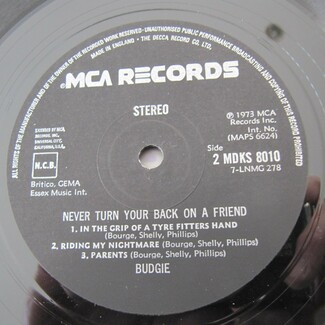 ALL RIGHTS OF THE MANUFACTURER AND OF THE OWNER OF THE RECORDED WORK RESERVED-UNAUTHORISED PUBLIC PERFORMANCE BROADCASTING AND COPYING OF THIS RECORD PROHIBITED
MADE IN ENGLAND · THE DECCA RECORD CO. LTD.
MCA RECORDS
STEREO
℗ 1973 MCA
Records Inc.
Int. No.
(MAPS 6624)
Side
2 MDKS 8010
7-LNMG 278
N.C.B.
Britico, GEMA
Essex Music Int.
NEVER TURN YOUR BACK ON A FRIEND
1. IN THE GRIP OF A TYRE FITTERS HAND
(Bourge, Shelly, Phillips)
2. RIDING MY NIGHTMARE (Bourge, Shelly, Phillips)
3. PARENTS (Bourge, Shelly, Phillips)
BUDGIE